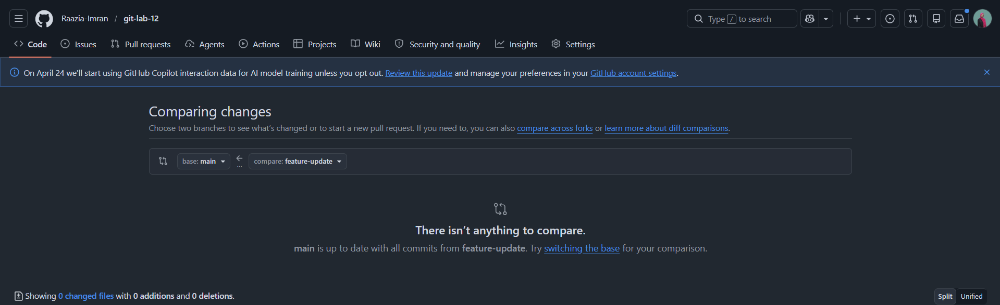 Raazia-Imran / git-lab-12
Type / to search
Code Issues Pull requests Agents Actions Projects Wiki Security and quality Insights Settings
On April 24 we'll start using GitHub Copilot interaction data for AI model training unless you opt out. Review this update and manage your preferences in your GitHub account settings.
Comparing changes
Choose two branches to see what’s changed or to start a new pull request. If you need to, you can also compare across forks or learn more about diff comparisons.
base: main ... compare: feature-update
There isn’t anything to compare.
main is up to date with all commits from feature-update. Try switching the base for your comparison.
Showing 0 changed files with 0 additions and 0 deletions.
Split Unified